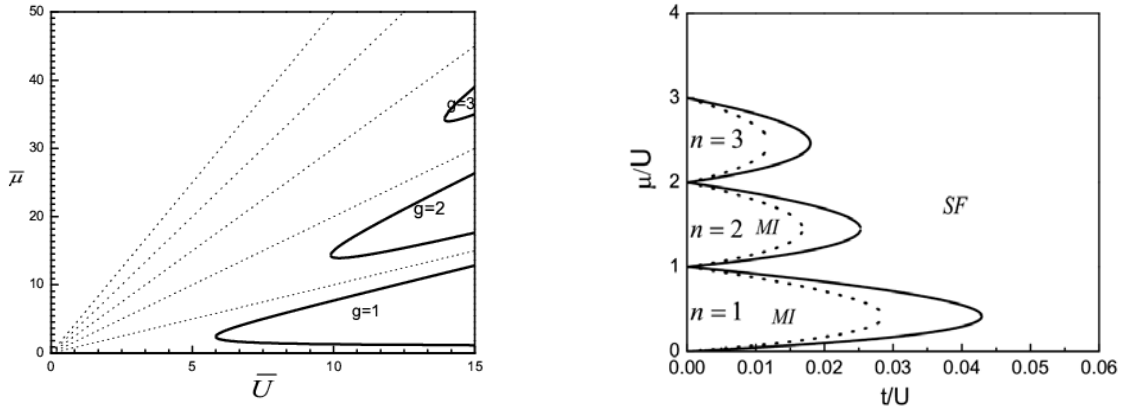 50
40
30
20
10
0
μ̅
g=3
g=2
g=1
0 5 10 15
U̅
4
3
2
1
0
μ/U
n = 3
n = 2 MI
n = 1 MI
SF
0.00 0.01 0.02 0.03 0.04 0.05 0.06
t/U